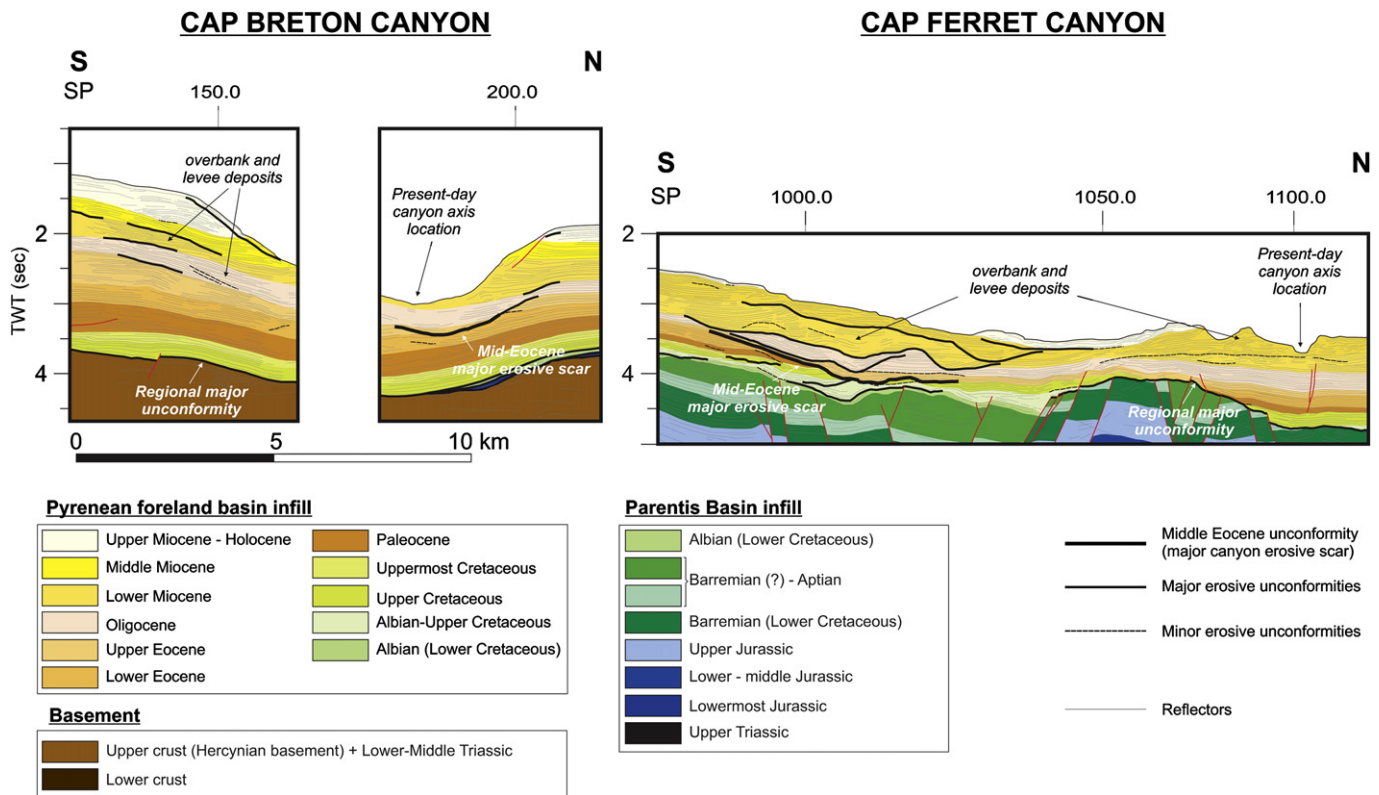 CAP BRETON CANYON
CAP FERRET CANYON
S
N
SP
150.0
200.0
overbank and
levee deposits
Present-day
canyon axis
location
2
4
TWT (sec)
Mid-Eocene
major erosive scar
Regional major
unconformity
0
5
10 km
S
N
SP
1000.0
1050.0
1100.0
2
4
overbank and
levee deposits
Present-day
canyon axis
location
Mid-Eocene
major erosive scar
Regional major
unconformity
Pyrenean foreland basin infill
Upper Miocene - Holocene
Middle Miocene
Lower Miocene
Oligocene
Upper Eocene
Lower Eocene
Paleocene
Uppermost Cretaceous
Upper Cretaceous
Albian-Upper Cretaceous
Albian (Lower Cretaceous)
Basement
Upper crust (Hercynian basement) + Lower-Middle Triassic
Lower crust
Parentis Basin infill
Albian (Lower Cretaceous)
Barremian (?) - Aptian
Barremian (Lower Cretaceous)
Upper Jurassic
Lower - middle Jurassic
Lowermost Jurassic
Upper Triassic
Middle Eocene unconformity
(major canyon erosive scar)
Major erosive unconformities
Minor erosive unconformities
Reflectors